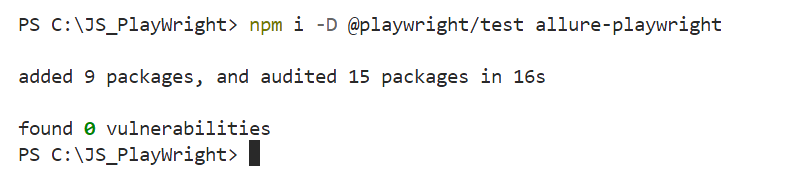 PS C:\JS_PlayWright> npm i -D @playwright/test allure-playwright
added 9 packages, and audited 15 packages in 16s
found 0 vulnerabilities
PS C:\JS_PlayWright>